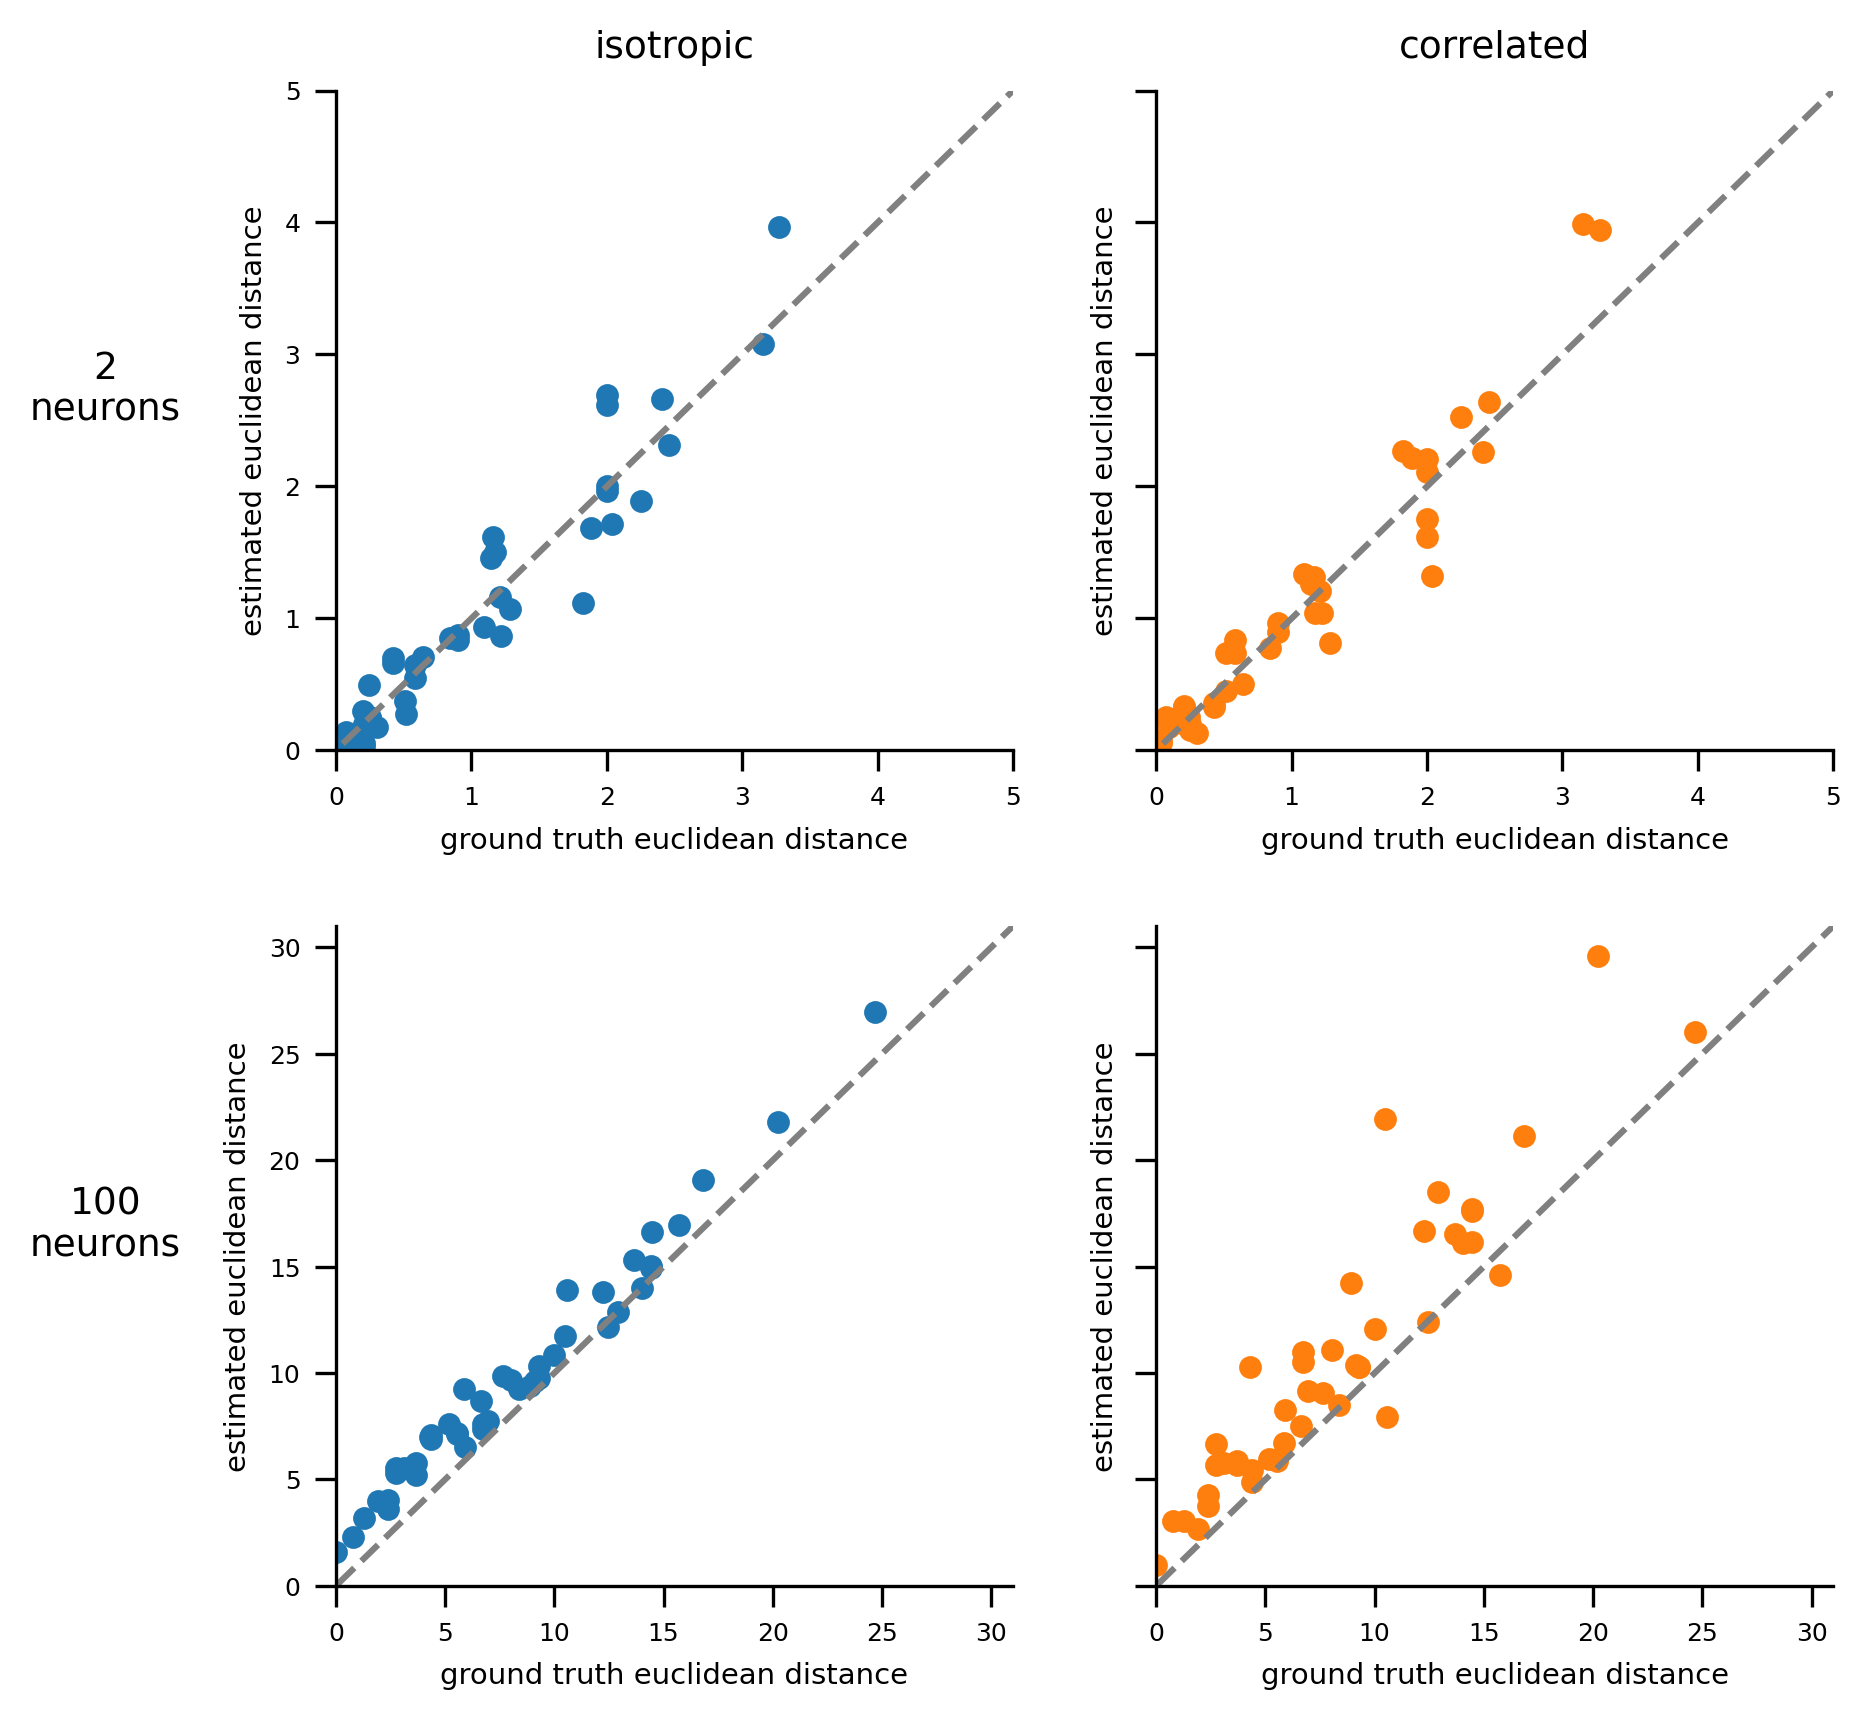 isotropic
correlated
2
neurons
estimated euclidean distance
5
4
3
2
1
0
0 1 2 3 4 5
ground truth euclidean distance
estimated euclidean distance
0 1 2 3 4 5
ground truth euclidean distance
100
neurons
estimated euclidean distance
30
25
20
15
10
5
0
0 5 10 15 20 25 30
ground truth euclidean distance
estimated euclidean distance
0 5 10 15 20 25 30
ground truth euclidean distance